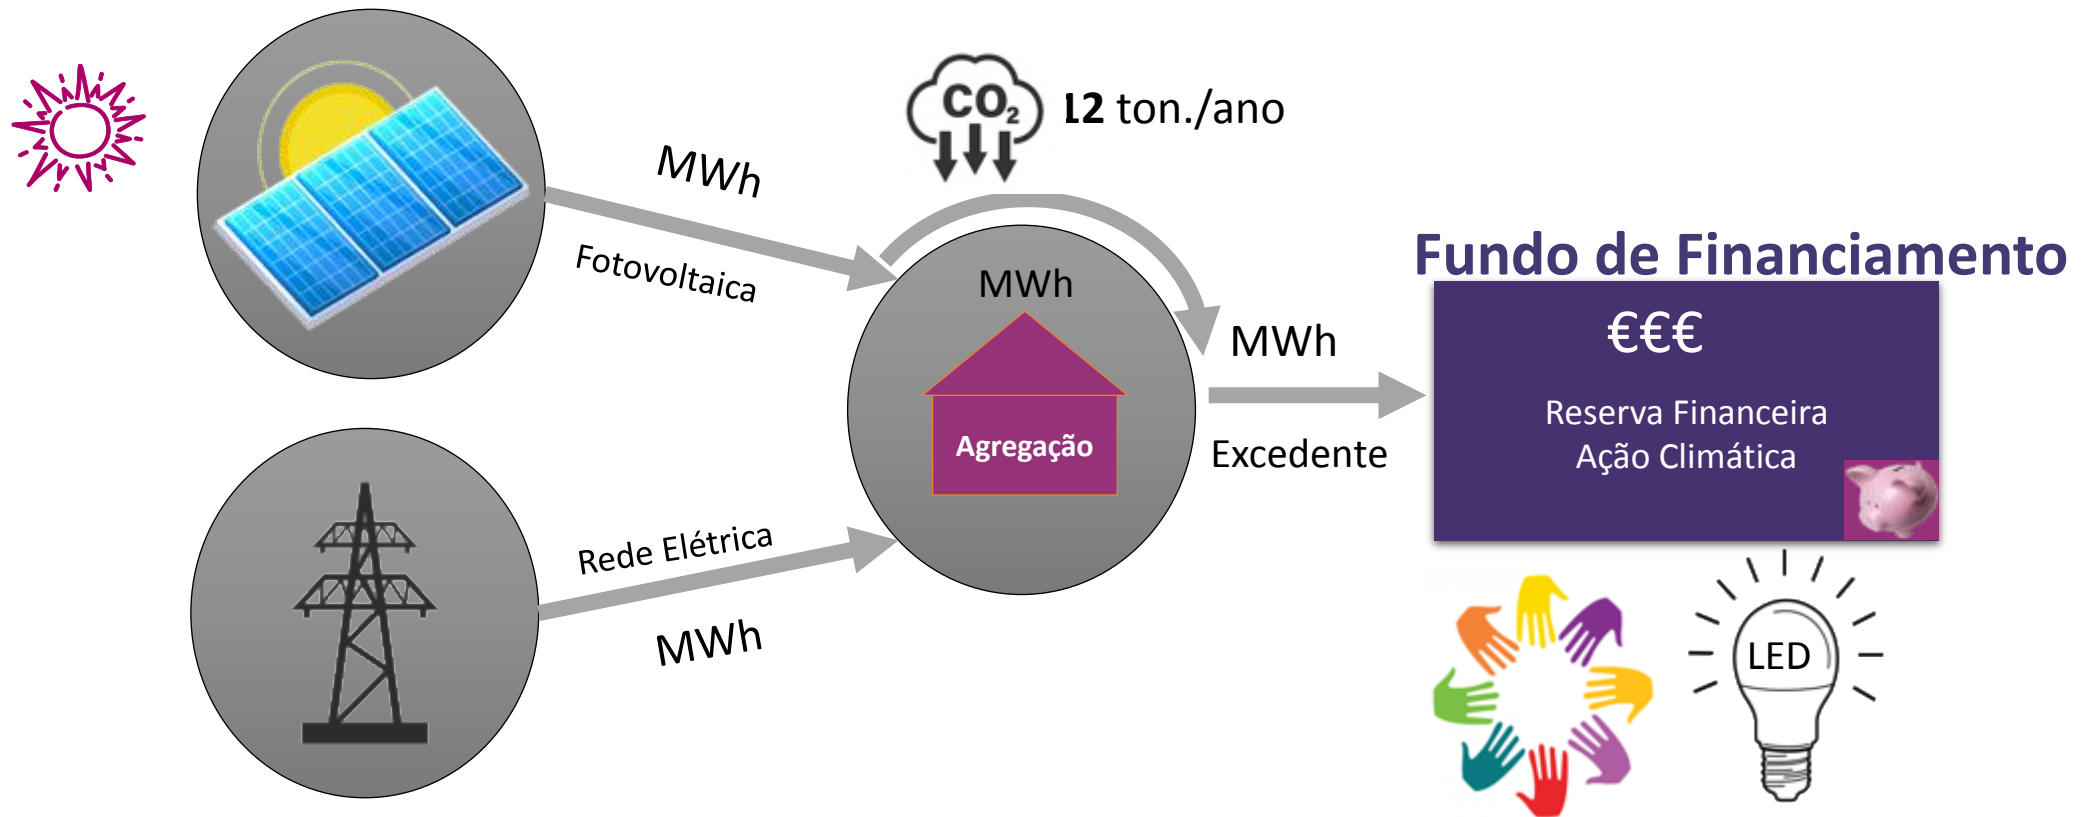 CO₂
12 ton./ano
MWh
Fotovoltaica
MWh
Agregação
Rede Elétrica
MWh
MWh
Excedente
Fundo de Financiamento
€€€
Reserva Financeira
Ação Climática
LED